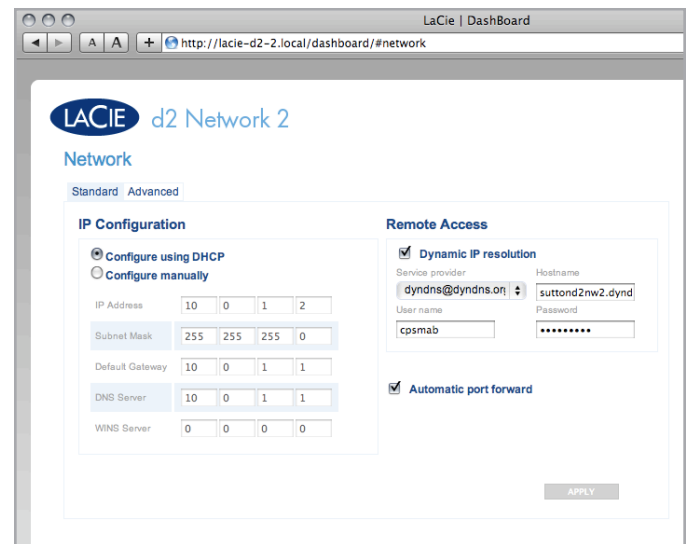 LaCie | DashBoard
A A + http://lacie-d2-2.local/dashboard/#network
LACIE d2 Network 2
Network
Standard Advanced
IP Configuration
Configure using DHCP
Configure manually
IP Address 10 0 1 2
Subnet Mask 255 255 255 0
Default Gateway 10 0 1 1
DNS Server 10 0 1 1
WINS Server 0 0 0 0
Remote Access
Dynamic IP resolution
Service provider Hostname
dyndns@dyndns.org suttond2nw2.dynd
User name Password
cpsmab •••••••••
Automatic port forward
APPLY